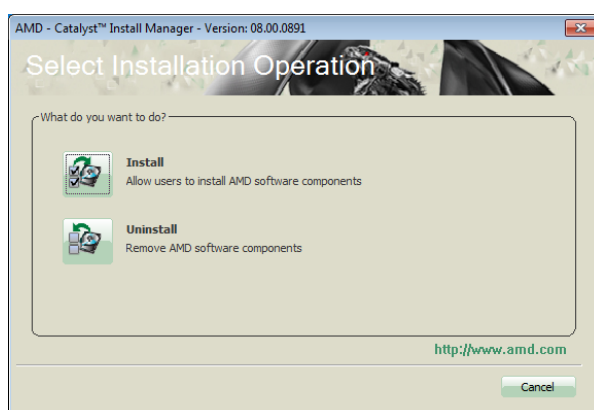 AMD - Catalyst™ Install Manager - Version: 08.00.0891
Select Installation Operation
What do you want to do?
Install
Allow users to install AMD software components
Uninstall
Remove AMD software components
http://www.amd.com
Cancel